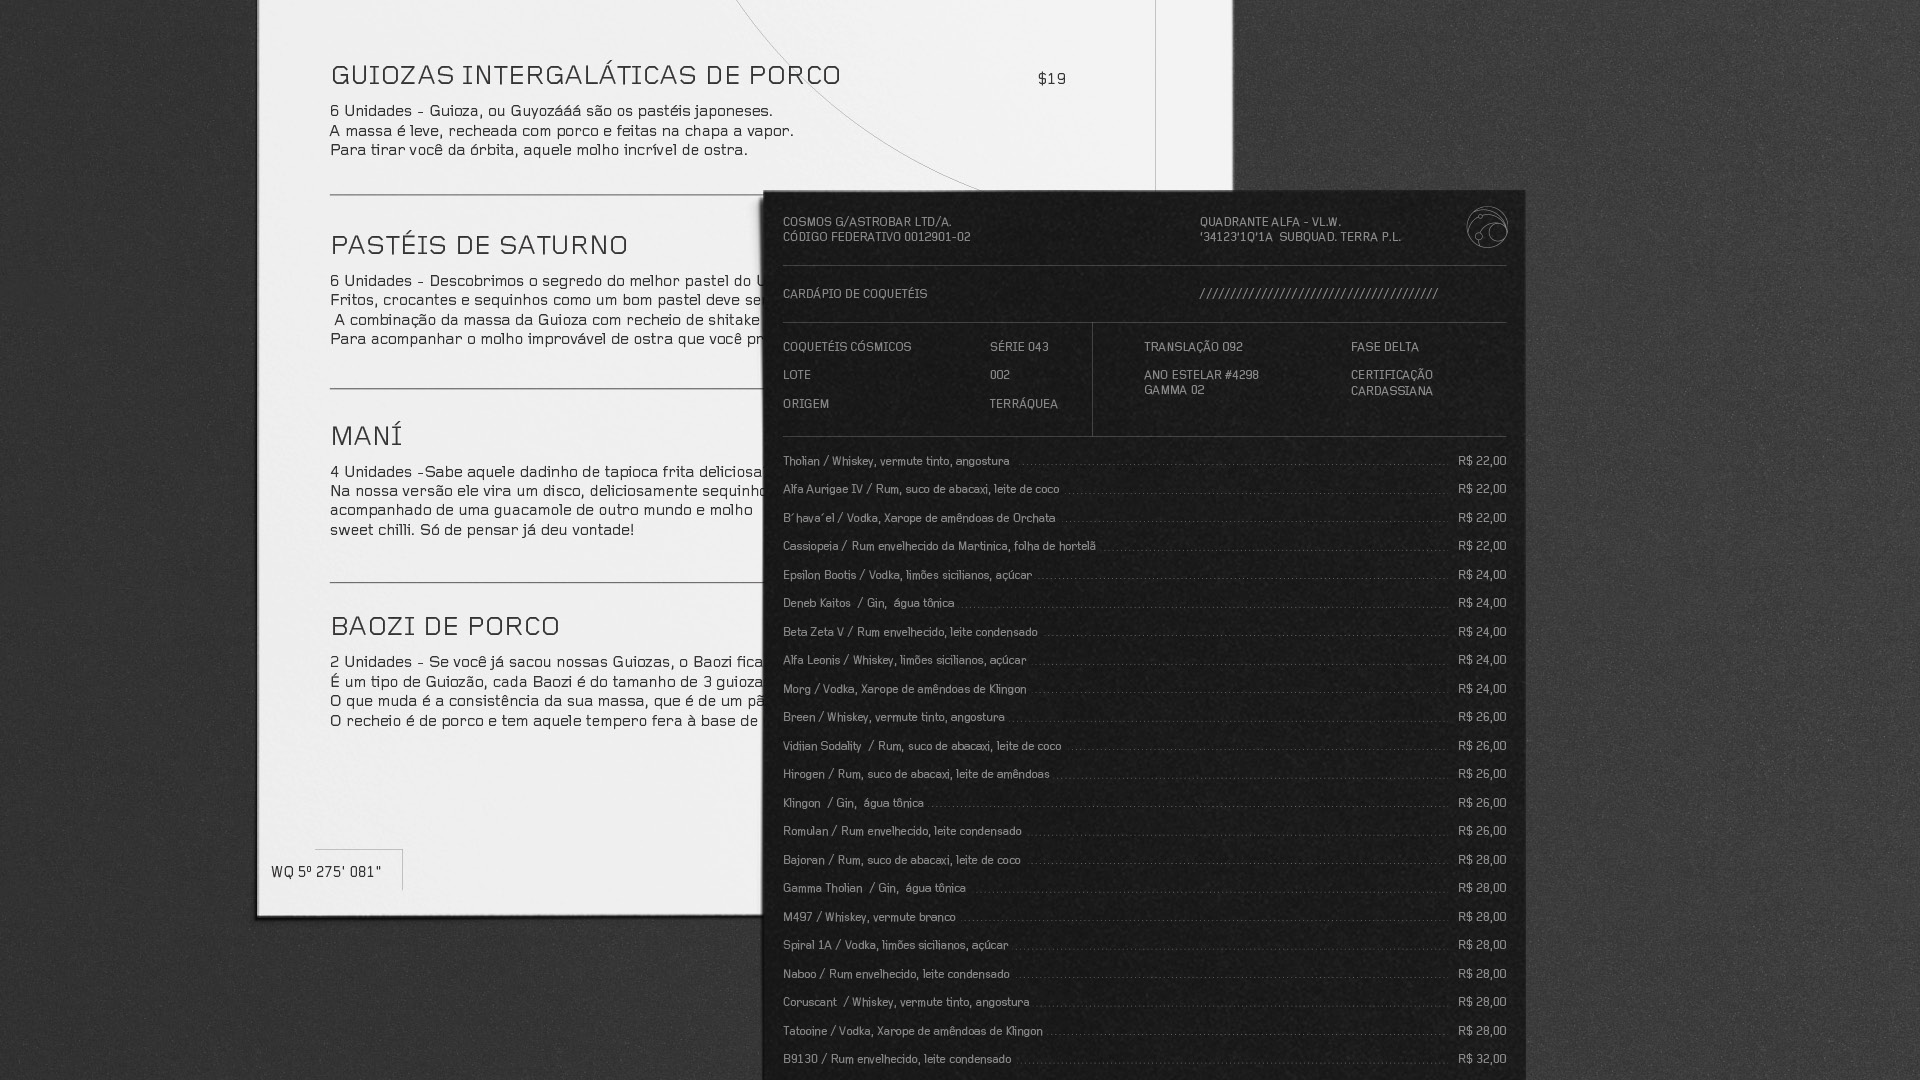 GUIOZAS INTERGALÁTICAS DE PORCO $19
6 Unidades - Guioza, ou Guyozááá são os pastéis japoneses.
A massa é leve, recheada com porco e feitas na chapa a vapor.
Para tirar você da órbita, aquele molho incrível de ostra.
PASTÉIS DE SATURNO
6 Unidades - Descobrimos o segredo do melhor pastel do
Fritos, crocantes e sequinhos como um bom pastel deve
A combinação da massa da Guioza com recheio de shitake
Para acompanhar o molho improvável de ostra que você
MANÍ
4 Unidades -Sabe aquele dadinho de tapioca frita deliciosa
Na nossa versão ele vira um disco, deliciosamente
acompanhado de uma guacamole de outro mundo e molho
sweet chilli. Só de pensar já deu vontade!
BAOZI DE PORCO
2 Unidades - Se você já sacou nossas Guiozas, o Baozi fica
É um tipo de Guiozão, cada Baozi é do tamanho de 3 guioza
O que muda é a consistência da sua massa, que é de um
O recheio é de porco e tem aquele tempero fera à base de
WQ 5º 275' 081"
COSMOS G/ASTROBAR LTD/A.
CÓDIGO FEDERATIVO 0012901-02
QUADRANTE ALFA - VL.W.
'34123'1Q'1A SUBQUAD. TERRA P.L.
CARDÁPIO DE COQUETÉIS ///////////////////////////////////////
COQUETÉIS CÓSMICOS SÉRIE 043
LOTE 002
ORIGEM TERRÁQUEA
TRANSLAÇÃO 092
ANO ESTELAR #4298
GAMMA 02
FASE DELTA
CERTIFICAÇÃO
CARDASSIANA
Tholian / Whiskey, vermute tinto, angostura R$ 22,00
Alfa Aurigae IV / Rum, suco de abacaxi, leite de coco R$ 22,00
B´hava´el / Vodka, Xarope de amêndoas de Orchata R$ 22,00
Cassiopeia / Rum envelhecido da Martinica, folha de hortelã R$ 22,00
Epsilon Bootis / Vodka, limões sicilianos, açúcar R$ 24,00
Deneb Kaitos / Gin, água tônica R$ 24,00
Beta Zeta V / Rum envelhecido, leite condensado R$ 24,00
Alfa Leonis / Whiskey, limões sicilianos, açúcar R$ 24,00
Morg / Vodka, Xarope de amêndoas de Klingon R$ 24,00
Breen / Whiskey, vermute tinto, angostura R$ 26,00
Vidiian Sodality / Rum, suco de abacaxi, leite de coco R$ 26,00
Hirogen / Rum, suco de abacaxi, leite de amêndoas R$ 26,00
Klingon / Gin, água tônica R$ 26,00
Romulan / Rum envelhecido, leite condensado R$ 26,00
Bajoran / Rum, suco de abacaxi, leite de coco R$ 28,00
Gamma Tholian / Gin, água tônica R$ 28,00
M497 / Whiskey, vermute branco R$ 28,00
Spiral 1A / Vodka, limões sicilianos, açúcar R$ 28,00
Naboo / Rum envelhecido, leite condensado R$ 28,00
Coruscant / Whiskey, vermute tinto, angostura R$ 28,00
Tatooine / Vodka, Xarope de amêndoas de Klingon R$ 28,00
B9130 / Rum envelhecido, leite condensado R$ 32,00